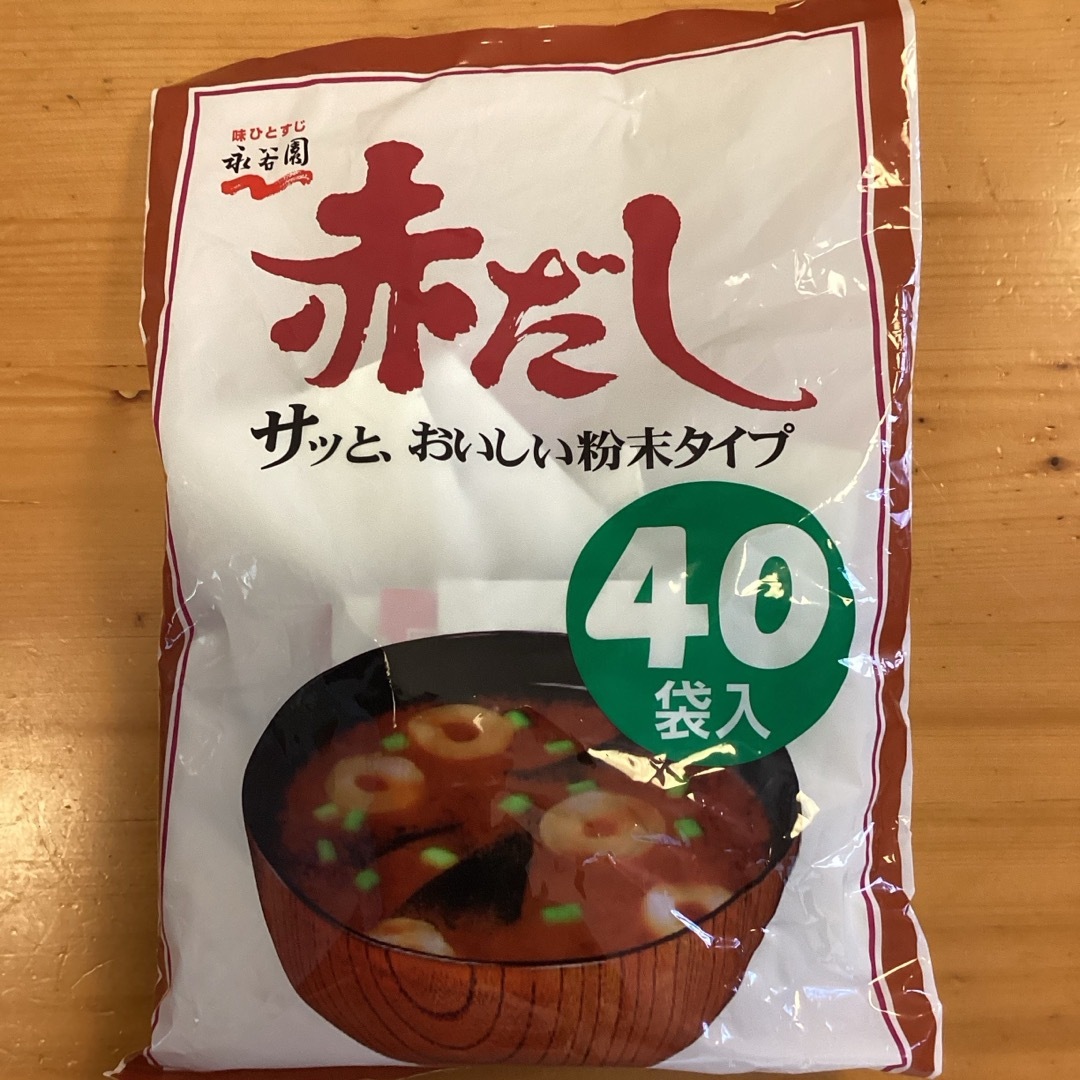 味ひとすじ
永谷園
赤だし
サッと、おいしい粉末タイプ
40
袋入